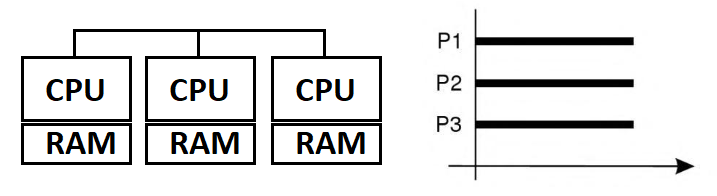 CPU CPU CPU
RAM RAM RAM
P1
P2
P3